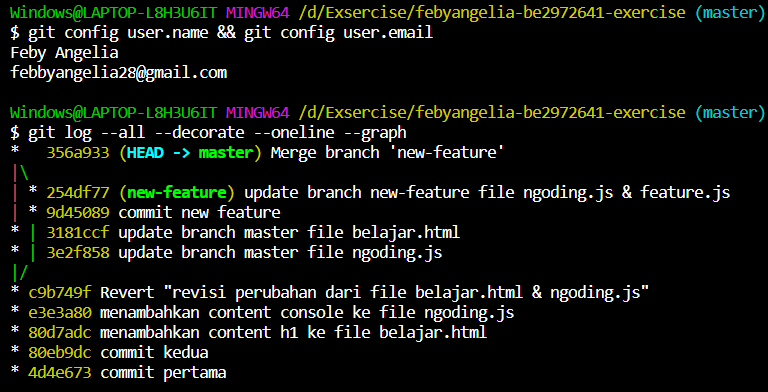 Windows@LAPTOP-L8H3U6IT MINGW64 /d/Exsercise/febyangelia-be2972641-exercise (master)
$ git config user.name && git config user.email
Feby Angelia
febbyangelia28@gmail.com
Windows@LAPTOP-L8H3U6IT MINGW64 /d/Exsercise/febyangelia-be2972641-exercise (master)
$ git log --all --decorate --oneline --graph
*   356a933 (HEAD -> master) Merge branch 'new-feature'
|\
| * 254df77 (new-feature) update branch new-feature file ngoding.js & feature.js
| * 9d45089 commit new feature
* | 3181ccf update branch master file belajar.html
* | 3e2f858 update branch master file ngoding.js
|/
* c9b749f Revert "revisi perubahan dari file belajar.html & ngoding.js"
* e3e3a80 menambahkan content console ke file ngoding.js
* 80d7adc menambahkan content h1 ke file belajar.html
* 80eb9dc commit kedua
* 4d4e673 commit pertama